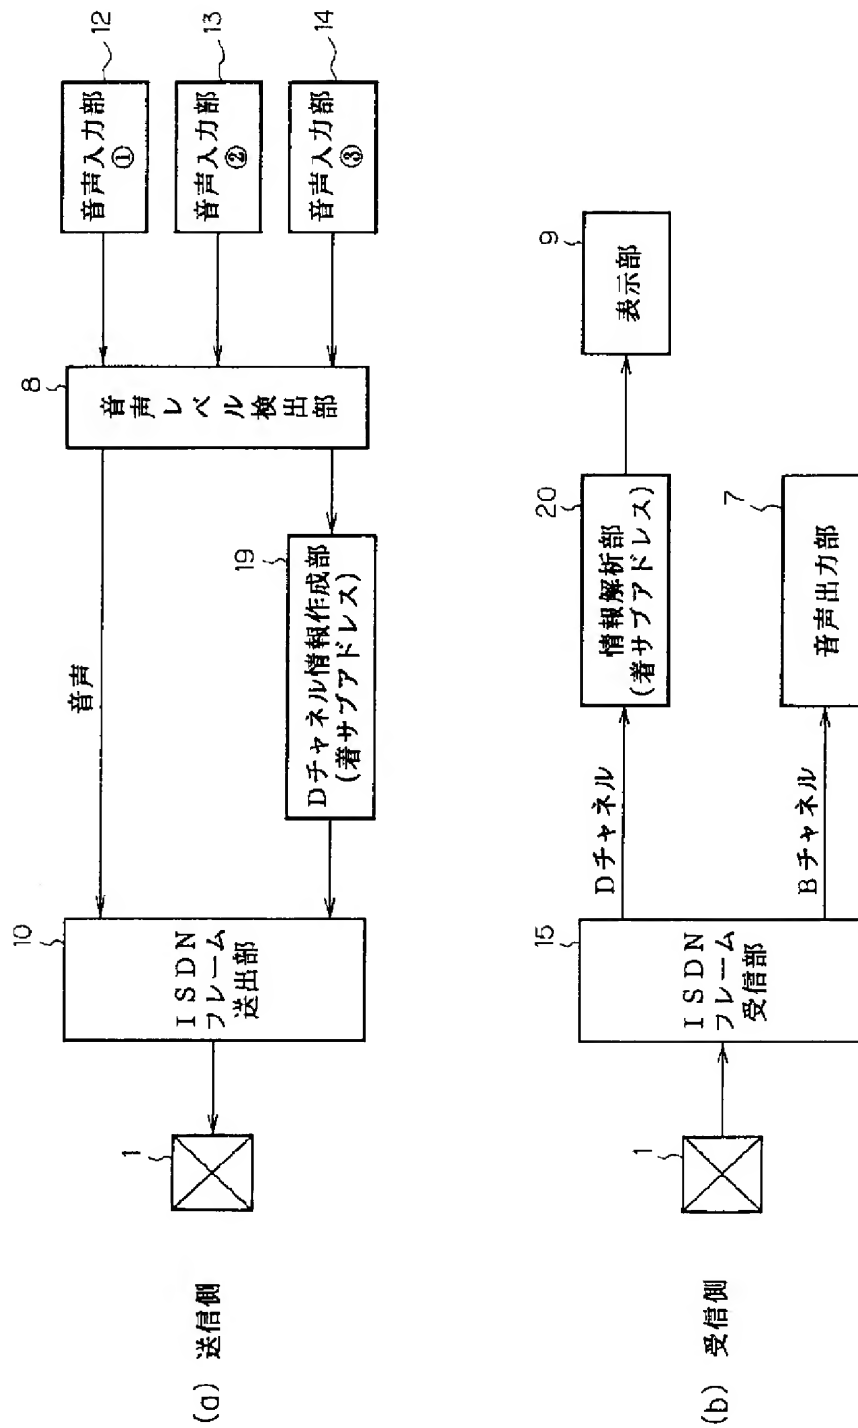 (a) 送信側
1
10
ISDN
フレーム
送出部
音声
19
Dチャネル情報作成部
(着サブアドレス)
8
音声レベル検出部
12
音声入力部
①
13
音声入力部
②
14
音声入力部
③
(b) 受信側
1
15
ISDN
フレーム
受信部
Dチャネル
Bチャネル
20
情報解析部
(着サブアドレス)
7
音声出力部
9
表示部